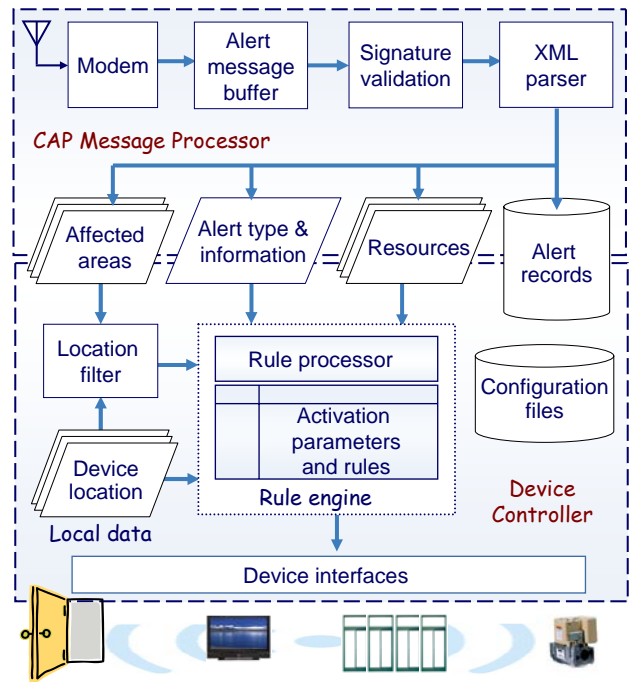 Modem
Alert
message
buffer
Signature
validation
XML
parser
CAP Message Processor
Affected
areas
Alert type &
information
Resources
Alert
records
Location
filter
Rule processor
Configuration
files
Activation
parameters
and rules
Device
location
Local data
Rule engine
Device
Controller
Device interfaces